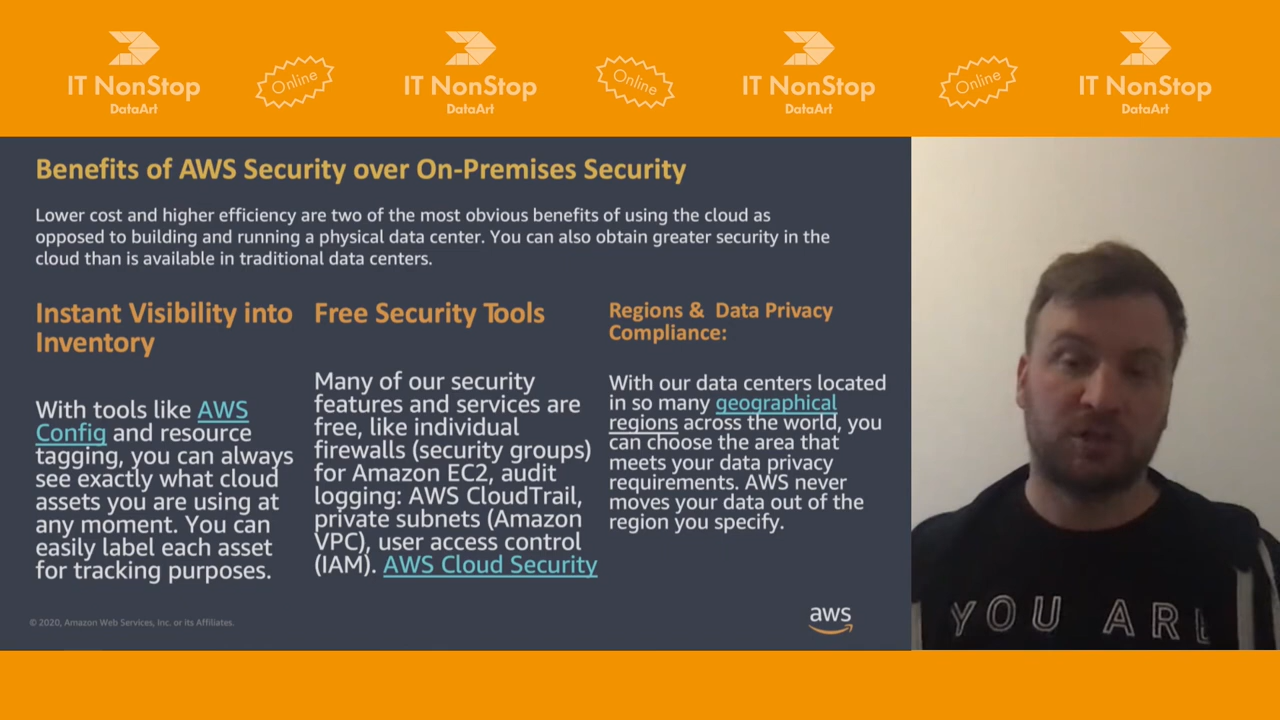 IT NonStop
DataArt
Online
IT NonStop
DataArt
Online
IT NonStop
DataArt
Online
IT NonStop
DataArt
Benefits of AWS Security over On-Premises Security
Lower cost and higher efficiency are two of the most obvious benefits of using the cloud as
opposed to building and running a physical data center. You can also obtain greater security in the
cloud than is available in traditional data centers.
Instant Visibility into
Inventory
With tools like AWS
Config and resource
tagging, you can always
see exactly what cloud
assets you are using at
any moment. You can
easily label each asset
for tracking purposes.
Free Security Tools
Many of our security
features and services are
free, like individual
firewalls (security groups)
for Amazon EC2, audit
logging: AWS CloudTrail,
private subnets (Amazon
VPC), user access control
(IAM). AWS Cloud Security
Regions & Data Privacy
Compliance:
With our data centers located
in so many geographical
regions across the world, you
can choose the area that
meets your data privacy
requirements. AWS never
moves your data out of the
region you specify.
© 2020, Amazon Web Services, Inc. or its Affiliates.
aws
YOU ARE